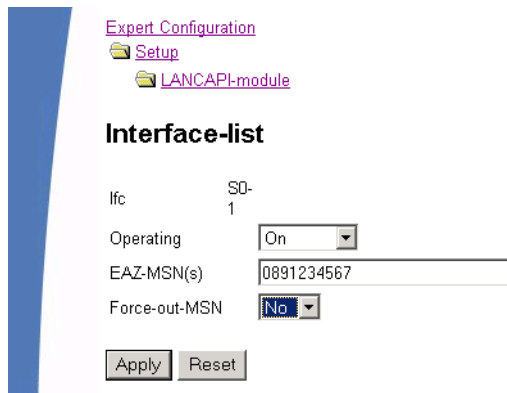 Expert Configuration
Setup
LANCAPI-module
Interface-list
Ifc S0-
1
Operating On
EAZ-MSN(s) 0891234567
Force-out-MSN No
Apply Reset